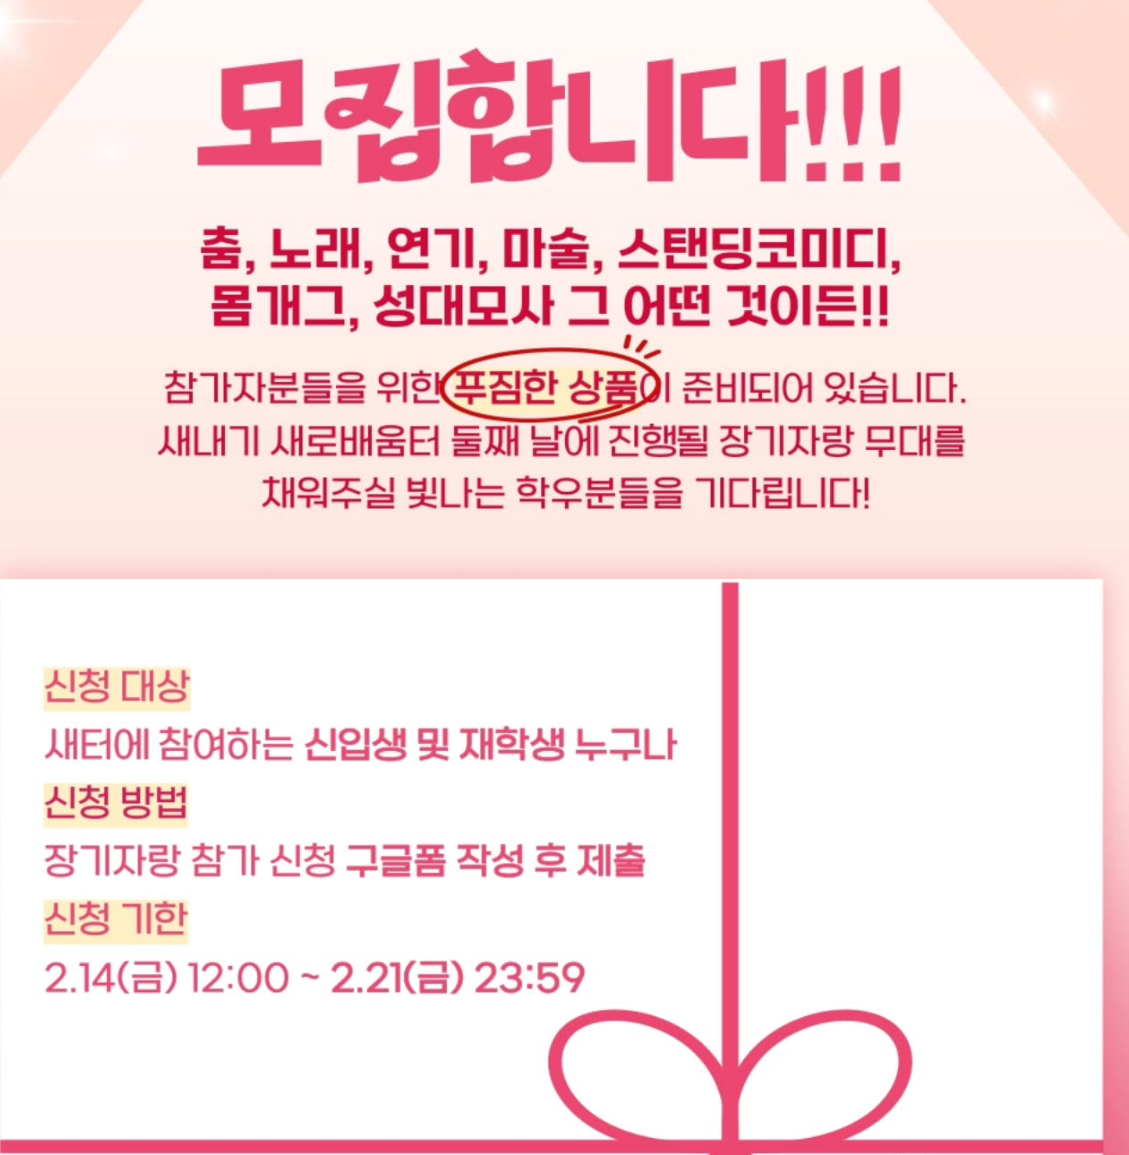 모집합니다!!!
춤, 노래, 연기, 마술, 스탠딩코미디,
몸개그, 성대모사 그 어떤 것이든!!
참가자분들을 위한 푸짐한 상품이 준비되어 있습니다.
새내기 새로배움터 둘째 날에 진행될 장기자랑 무대를
채워주실 빛나는 학우분들을 기다립니다!
신청 대상
새터에 참여하는 신입생 및 재학생 누구나
신청 방법
장기자랑 참가 신청 구글폼 작성 후 제출
신청 기한
2.14(금) 12:00 ~ 2.21(금) 23:59